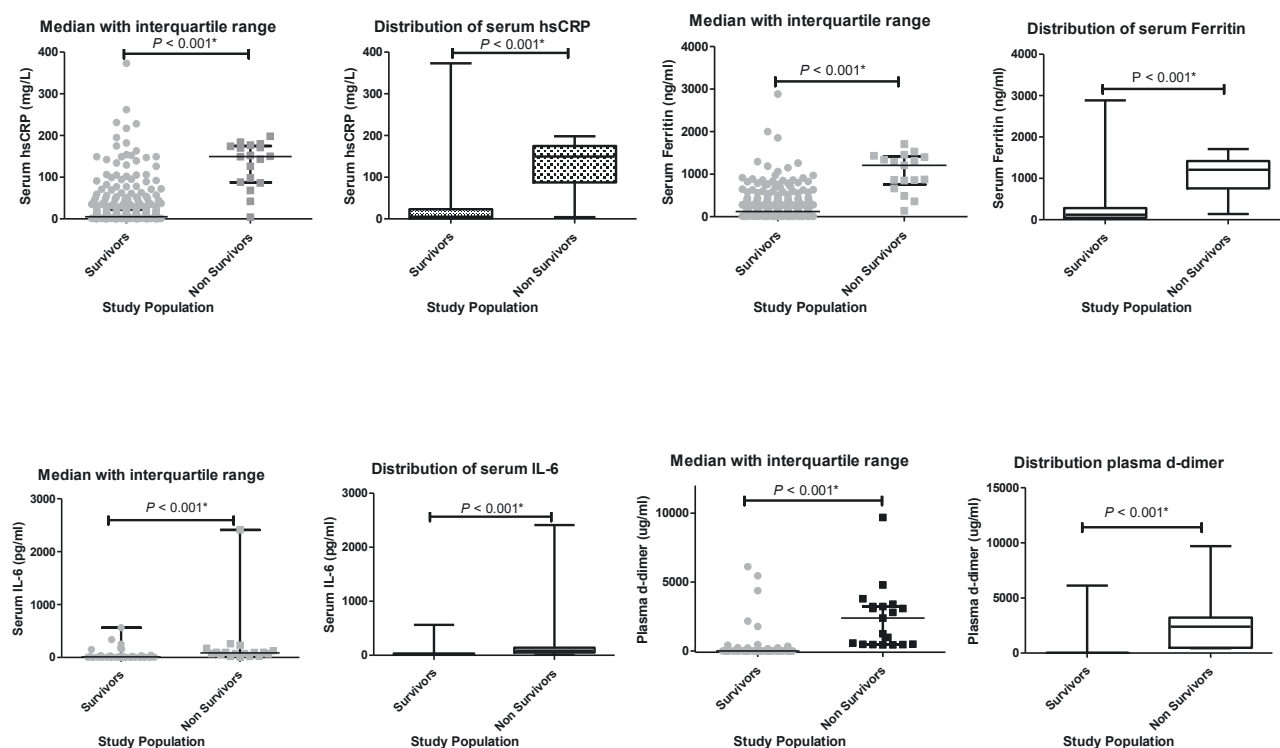 Median with interquartile range
P < 0.001*
Serum hsCRP (mg/L)
400
300
200
100
0
Survivors
Non Survivors
Study Population
Distribution of serum hsCRP
P < 0.001*
Serum hsCRP (mg/L)
400
300
200
100
0
Survivors
Non Survivors
Study Population
Median with interquartile range
P < 0.001*
Serum Ferritin (ng/ml)
4000
3000
2000
1000
0
Survivors
Non Survivors
Study Population
Distribution of serum Ferritin
P < 0.001*
Serum Ferritin (ng/ml)
4000
3000
2000
1000
0
Survivors
Non Survivors
Study Population
Median with interquartile range
P < 0.001*
Serum IL-6 (pg/ml)
3000
2000
1000
0
Survivors
Non Survivors
Study Population
Distribution of serum IL-6
P < 0.001*
Serum IL-6 (pg/ml)
3000
2000
1000
0
Survivors
Non Survivors
Study Population
Median with interquartile range
P < 0.001*
Plasma d-dimer (ug/ml)
10000
5000
0
Survivors
Non Survivors
Study Population
Distribution plasma d-dimer
P < 0.001*
Plasma d-dimer (ug/ml)
15000
10000
5000
0
Survivors
Non Survivors
Study Population